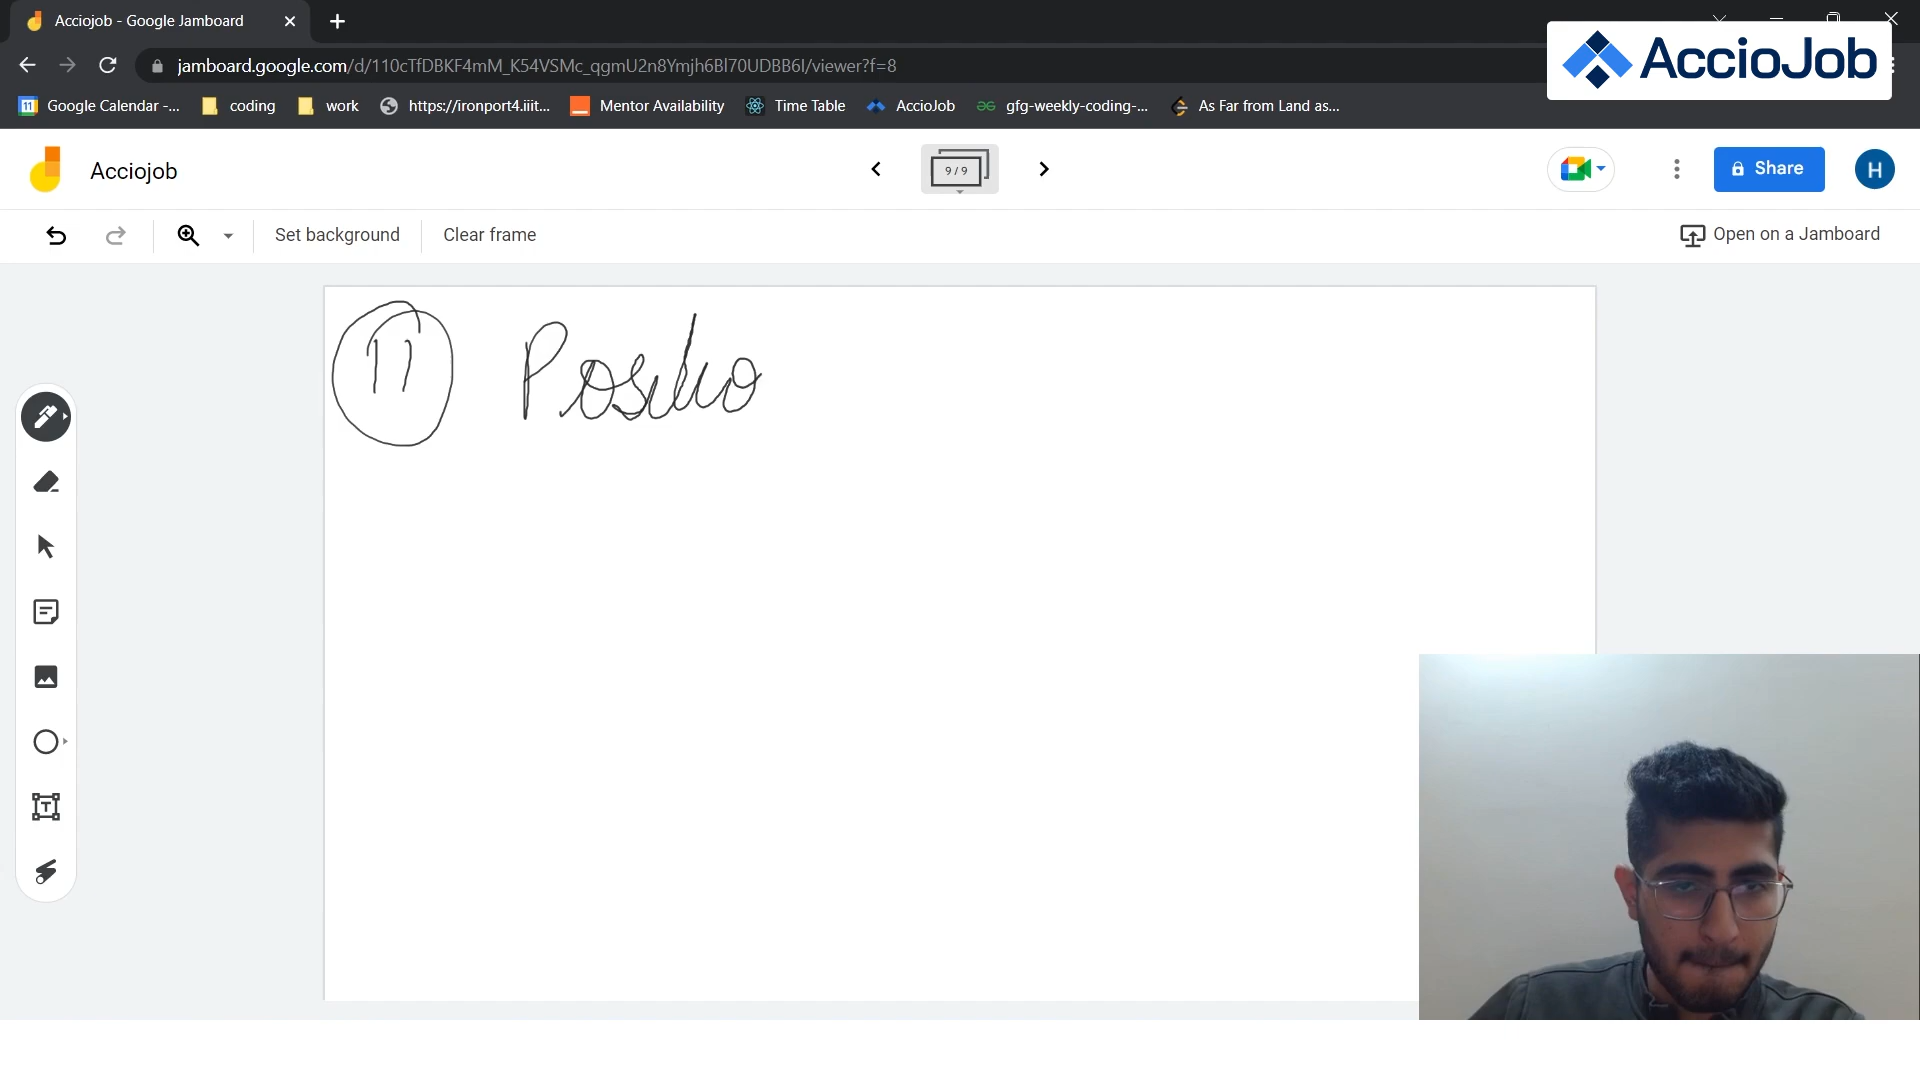 Acciojob - Google Jamboard
jamboard.google.com/d/110cTfDBKF4mM_K54VSMc_qgmU2n8Ymjh6Bl70UDBB6I/viewer?f=8
AccioJob
11 Google Calendar -... coding work https://ironport4.iiit... Mentor Availability Time Table AccioJob gfg-weekly-coding-... As Far from Land as...
Acciojob 9 / 9 Share H
Set background Clear frame Open on a Jamboard
11